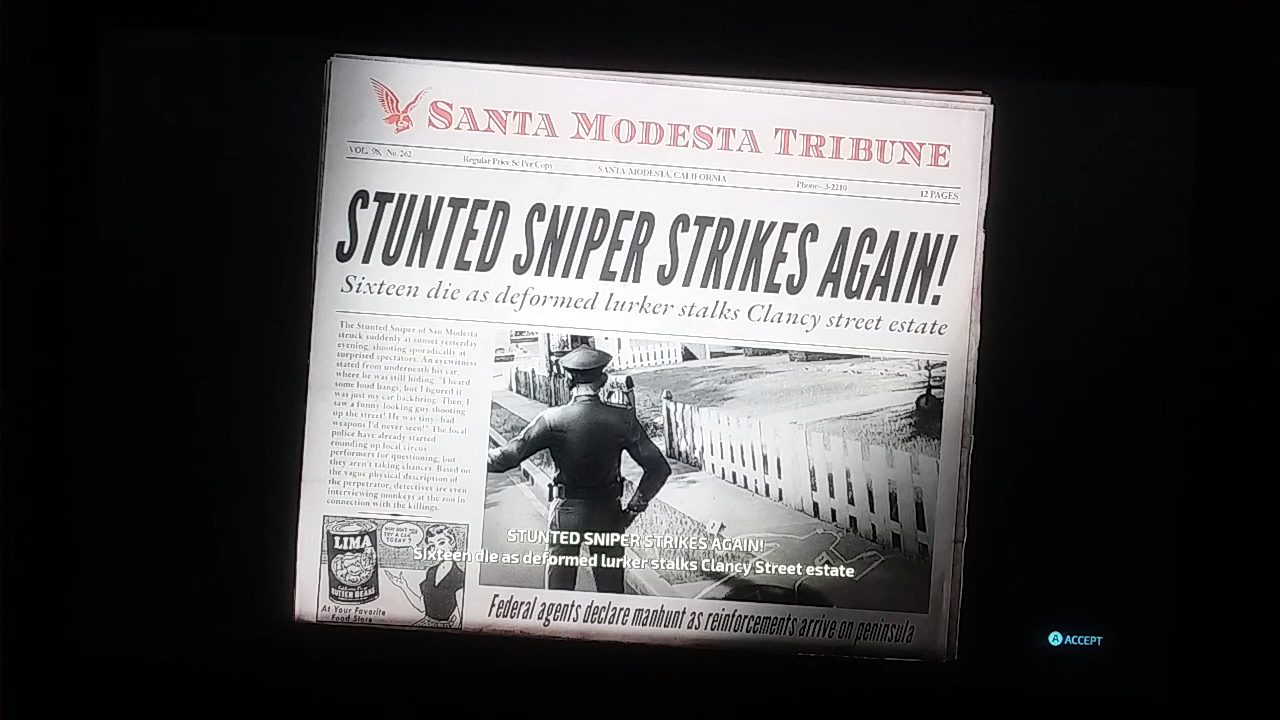 SANTA MODESTA TRIBUNE
VOL. 98, No. 262 Regular Price 5c Per Copy SANTA MODESTA, CALIFORNIA Phone- 3-2210 12 PAGES
STUNTED SNIPER STRIKES AGAIN!
Sixteen die as deformed lurker stalks Clancy street estate
The Stunted Sniper of San Modesta
struck suddenly at sunset yesterday
evening, shooting sporadically at
surprised spectators. An eyewitness
stated from underneath his car,
where he was still hiding, "I heard
some loud bangs, but I figured it
was just my car backfiring. Then, I
saw a funny-looking guy shooting
up the street! He was tiny—had
weapons I'd never seen!" The local
police have already started
rounding up local circus
performers for questioning, but
they aren't taking chances. Based on
the vague physical description of
the perpetrator, detectives are even
interviewing monkeys at the zoo in
connection with the killings.
LIMA
BUTTER BEANS
WHY DON'T YOU
TRY A CAN
TODAY?
At Your Favorite
Food Store
STUNTED SNIPER STRIKES AGAIN!
Sixteen die as deformed lurker stalks Clancy Street estate
Federal agents declare manhunt as reinforcements arrive on peninsula
A ACCEPT